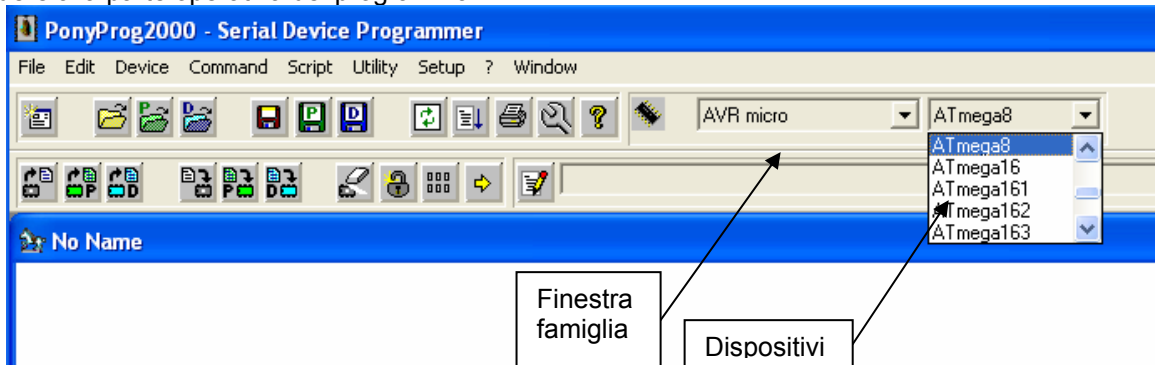 PonyProg2000 - Serial Device Programmer
File Edit Device Command Script Utility Setup ? Window
AVR micro
ATmega8
ATmega8
ATmega16
ATmega161
ATmega162
ATmega163
No Name
Finestra
famiglia
Dispositivi